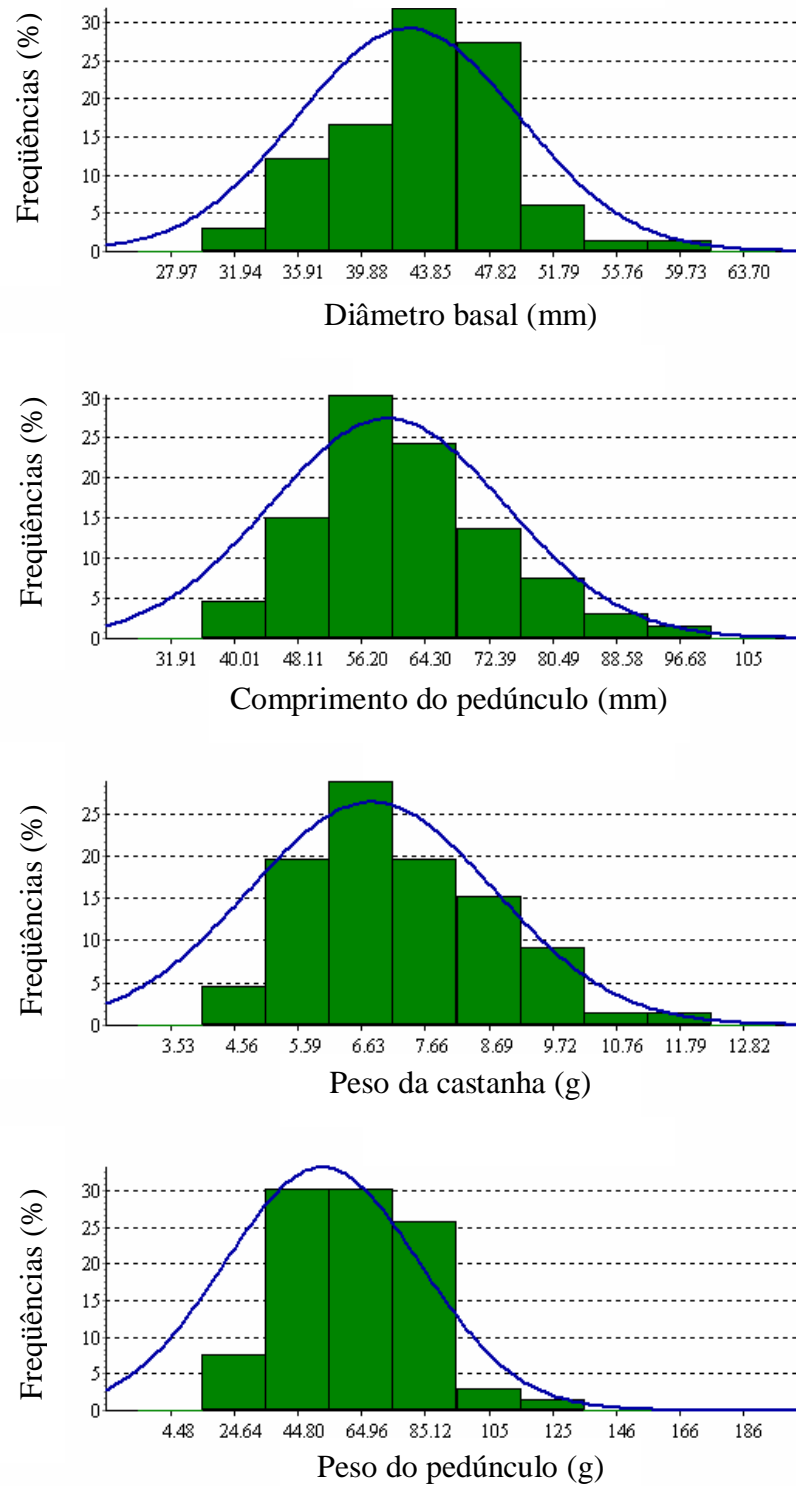 Freqüências (%)
30
25
20
15
10
5
0
27.97 31.94 35.91 39.88 43.85 47.82 51.79 55.76 59.73 63.70
Diâmetro basal (mm)
Freqüências (%)
30
25
20
15
10
5
0
31.91 40.01 48.11 56.20 64.30 72.39 80.49 88.58 96.68 105
Comprimento do pedúnculo (mm)
Freqüências (%)
25
20
15
10
5
0
3.53 4.56 5.59 6.63 7.66 8.69 9.72 10.76 11.79 12.82
Peso da castanha (g)
Freqüências (%)
30
25
20
15
10
5
0
4.48 24.64 44.80 64.96 85.12 105 125 146 166 186
Peso do pedúnculo (g)